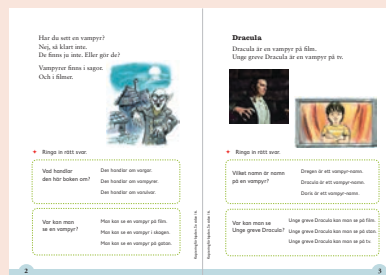 Har du sett en vampyr?
Nej, så klart inte.
De finns ju inte. Eller gör de?
Vampyrer finns i sagor.
Och i filmer.
Ringa in rätt svar.
Vad handlar
den här boken om?
Den handlar om vargar.
Den handlar om vampyrer.
Den handlar om varulvar.
Var kan man
se en vampyr?
Man kan se en vampyr på film.
Man kan se en vampyr i skogen.
Man kan se en vampyr på gatan.
2
Dracula
Dracula är en vampyr på film.
Unge greve Dracula är en vampyr på tv.
Ringa in rätt svar.
Vilket namn är namn
på en vampyr?
Dragan är ett vampyr-namn.
Dracula är ett vampyr-namn.
Doris är ett vampyr-namn.
Var kan man se
Unge greve Dracula?
Unge greve Dracula kan man se på film.
Unge greve Dracula kan man se på stan.
Unge greve Dracula kan man se på tv.
3